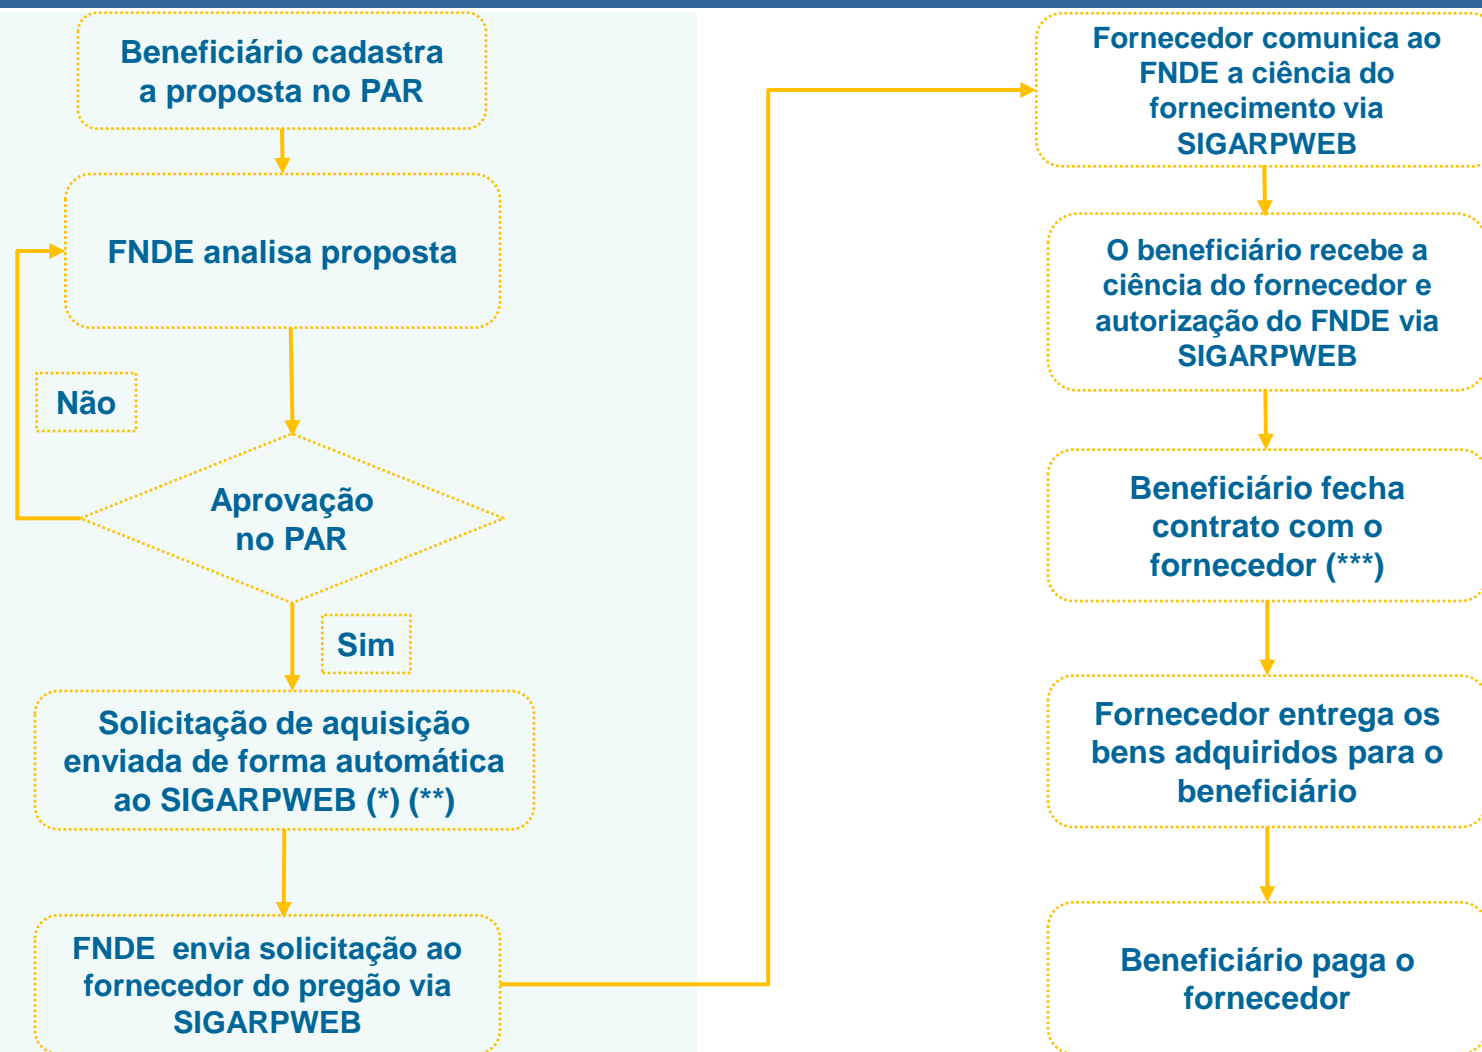 Beneficiário cadastra
a proposta no PAR
FNDE analisa proposta
Não
Aprovação
no PAR
Sim
Solicitação de aquisição
enviada de forma automática
ao SIGARPWEB (*) (**)
FNDE envia solicitação ao
fornecedor do pregão via
SIGARPWEB
Fornecedor comunica ao
FNDE a ciência do
fornecimento via
SIGARPWEB
O beneficiário recebe a
ciência do fornecedor e
autorização do FNDE via
SIGARPWEB
Beneficiário fecha
contrato com o
fornecedor (***)
Fornecedor entrega os
bens adquiridos para o
beneficiário
Beneficiário paga o
fornecedor